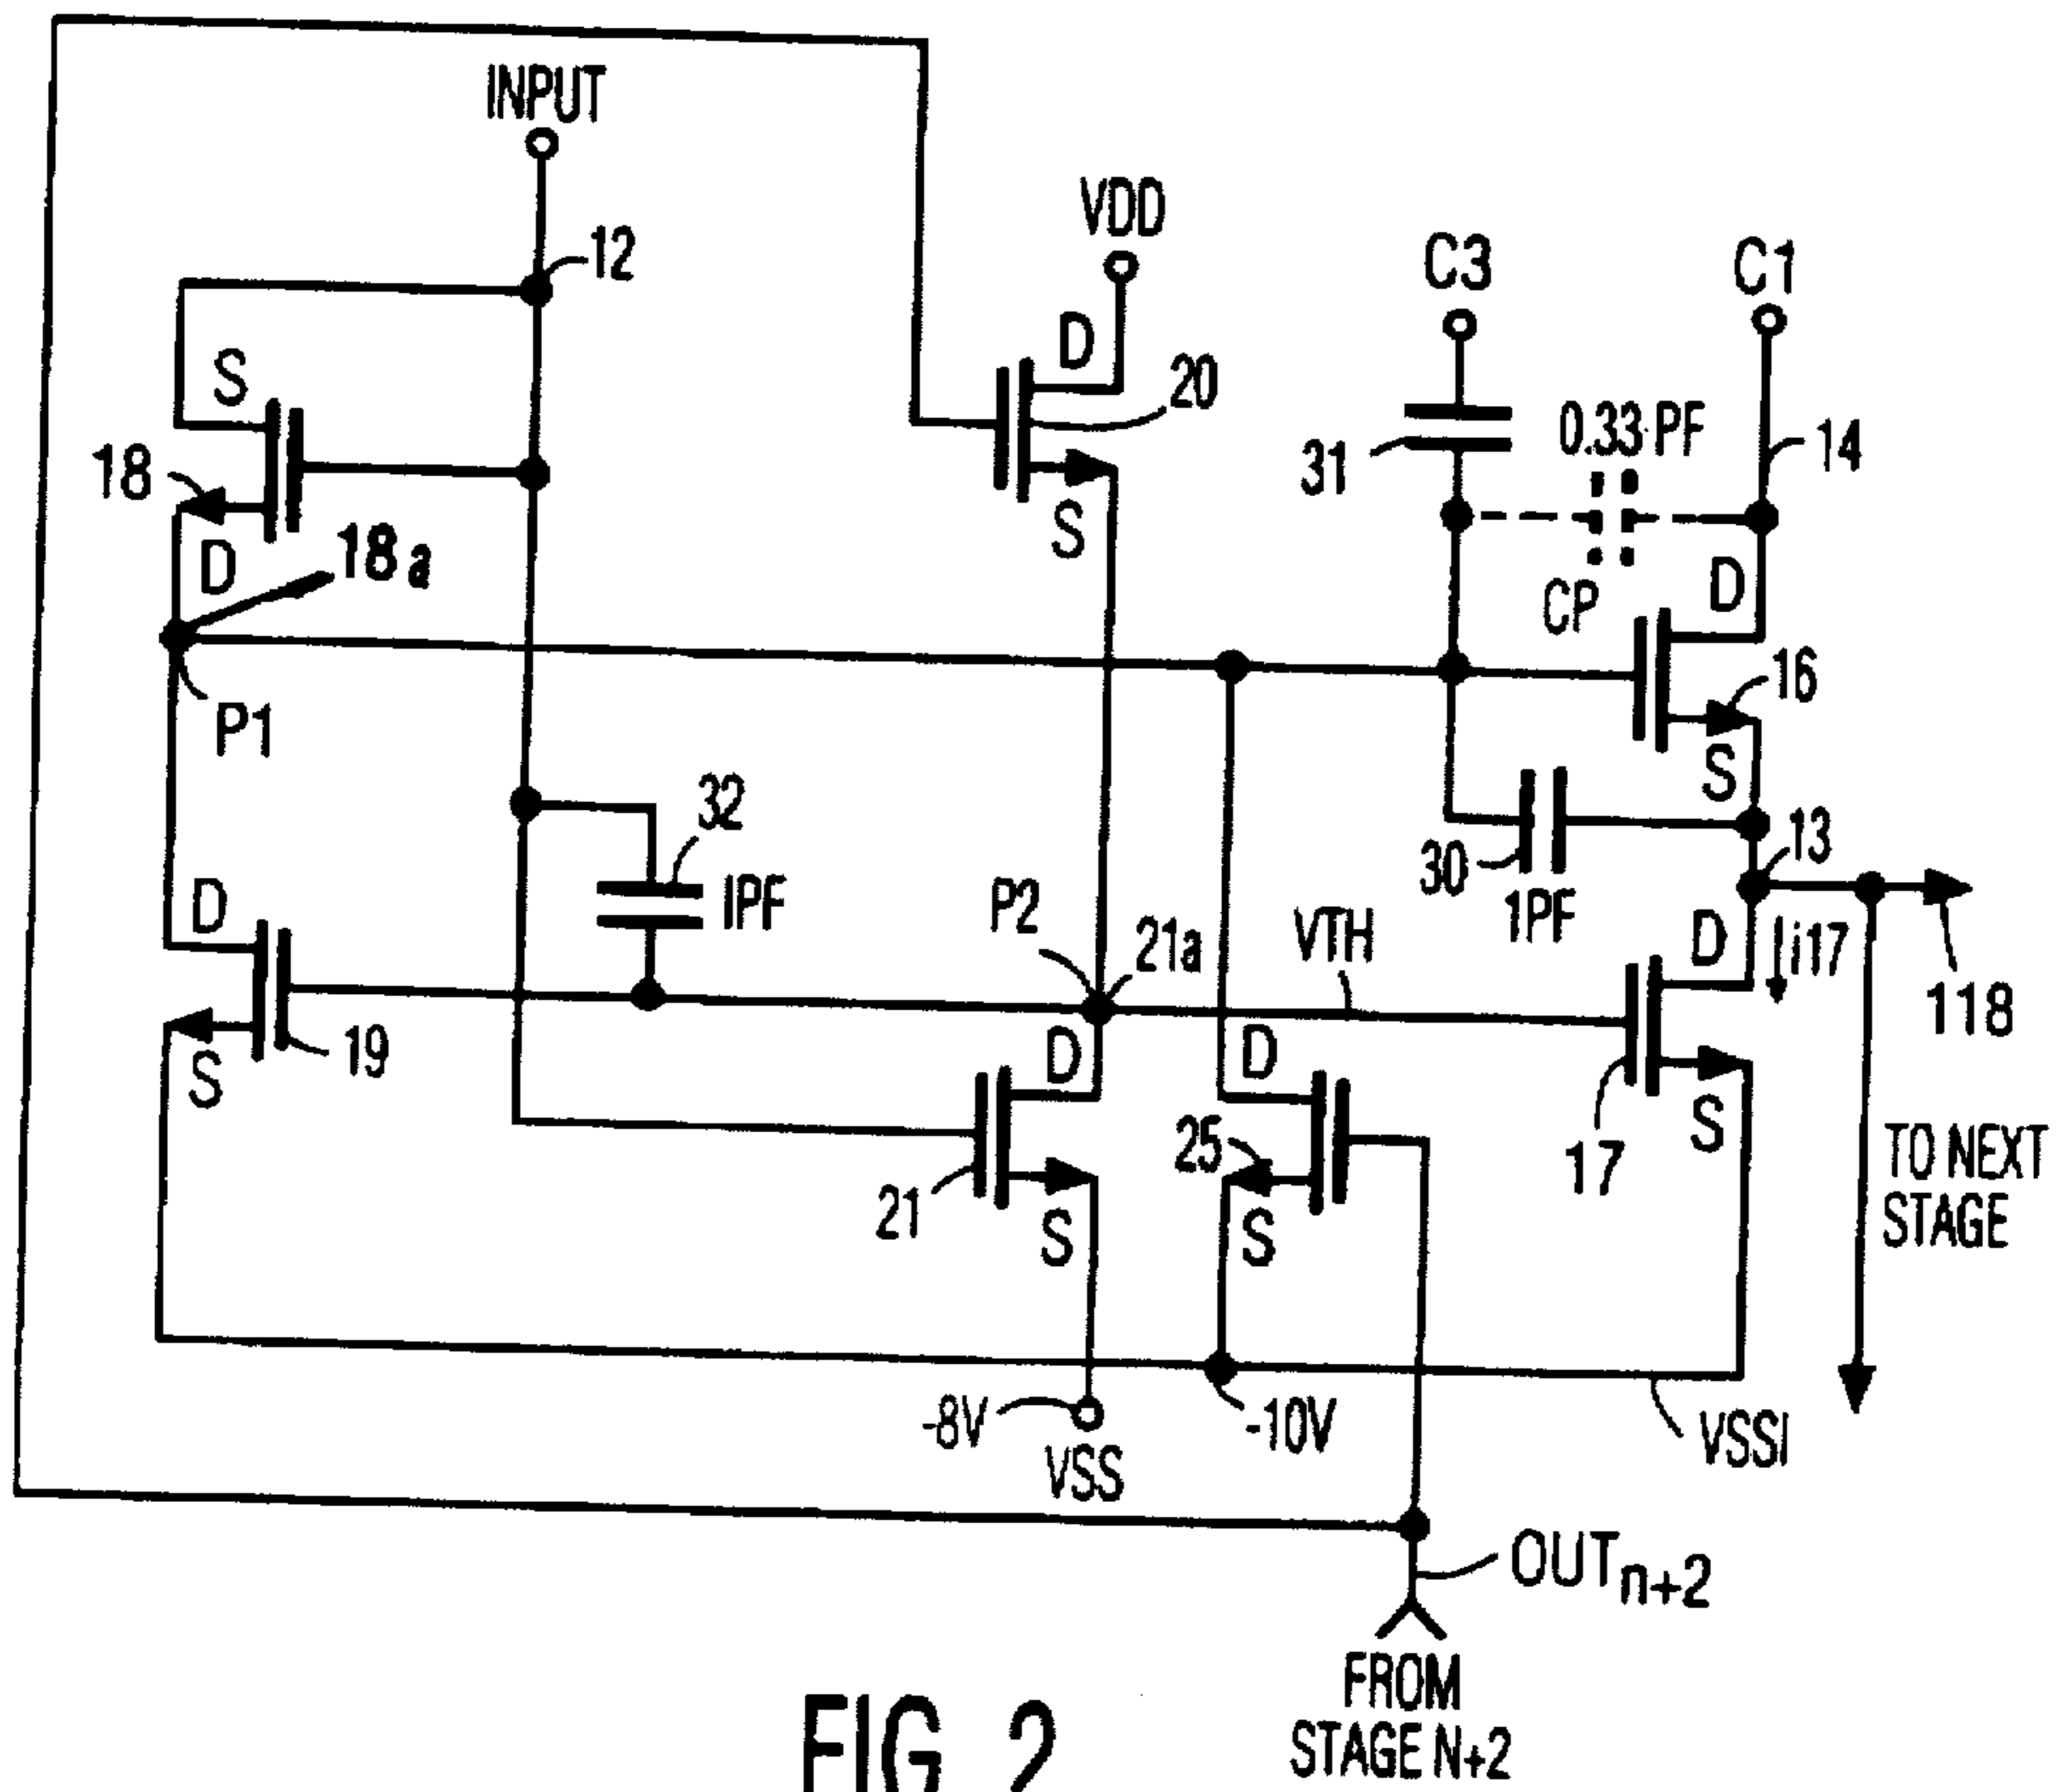 INPUT
12
VDD
C3
C1
S
D
20
0.33 PF
14
31
18
S
D
18a
CP
D
16
P1
S
32
13
30
1PF
D
IPF
P2
21a
VTH
D
i17
118
19
S
D
D
25
17
S
TO NEXT
STAGE
21
S
S
-8V
VSS
-10V
VSSI
OUTn+2
FROM
STAGE N+2
FIG. 2